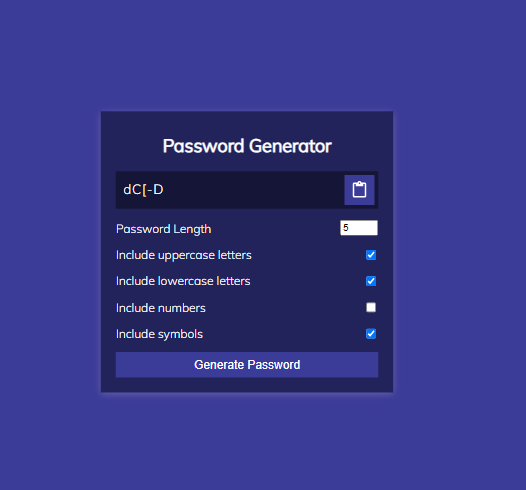 Password Generator
dC[-D
Password Length 5
Include uppercase letters
Include lowercase letters
Include numbers
Include symbols
Generate Password